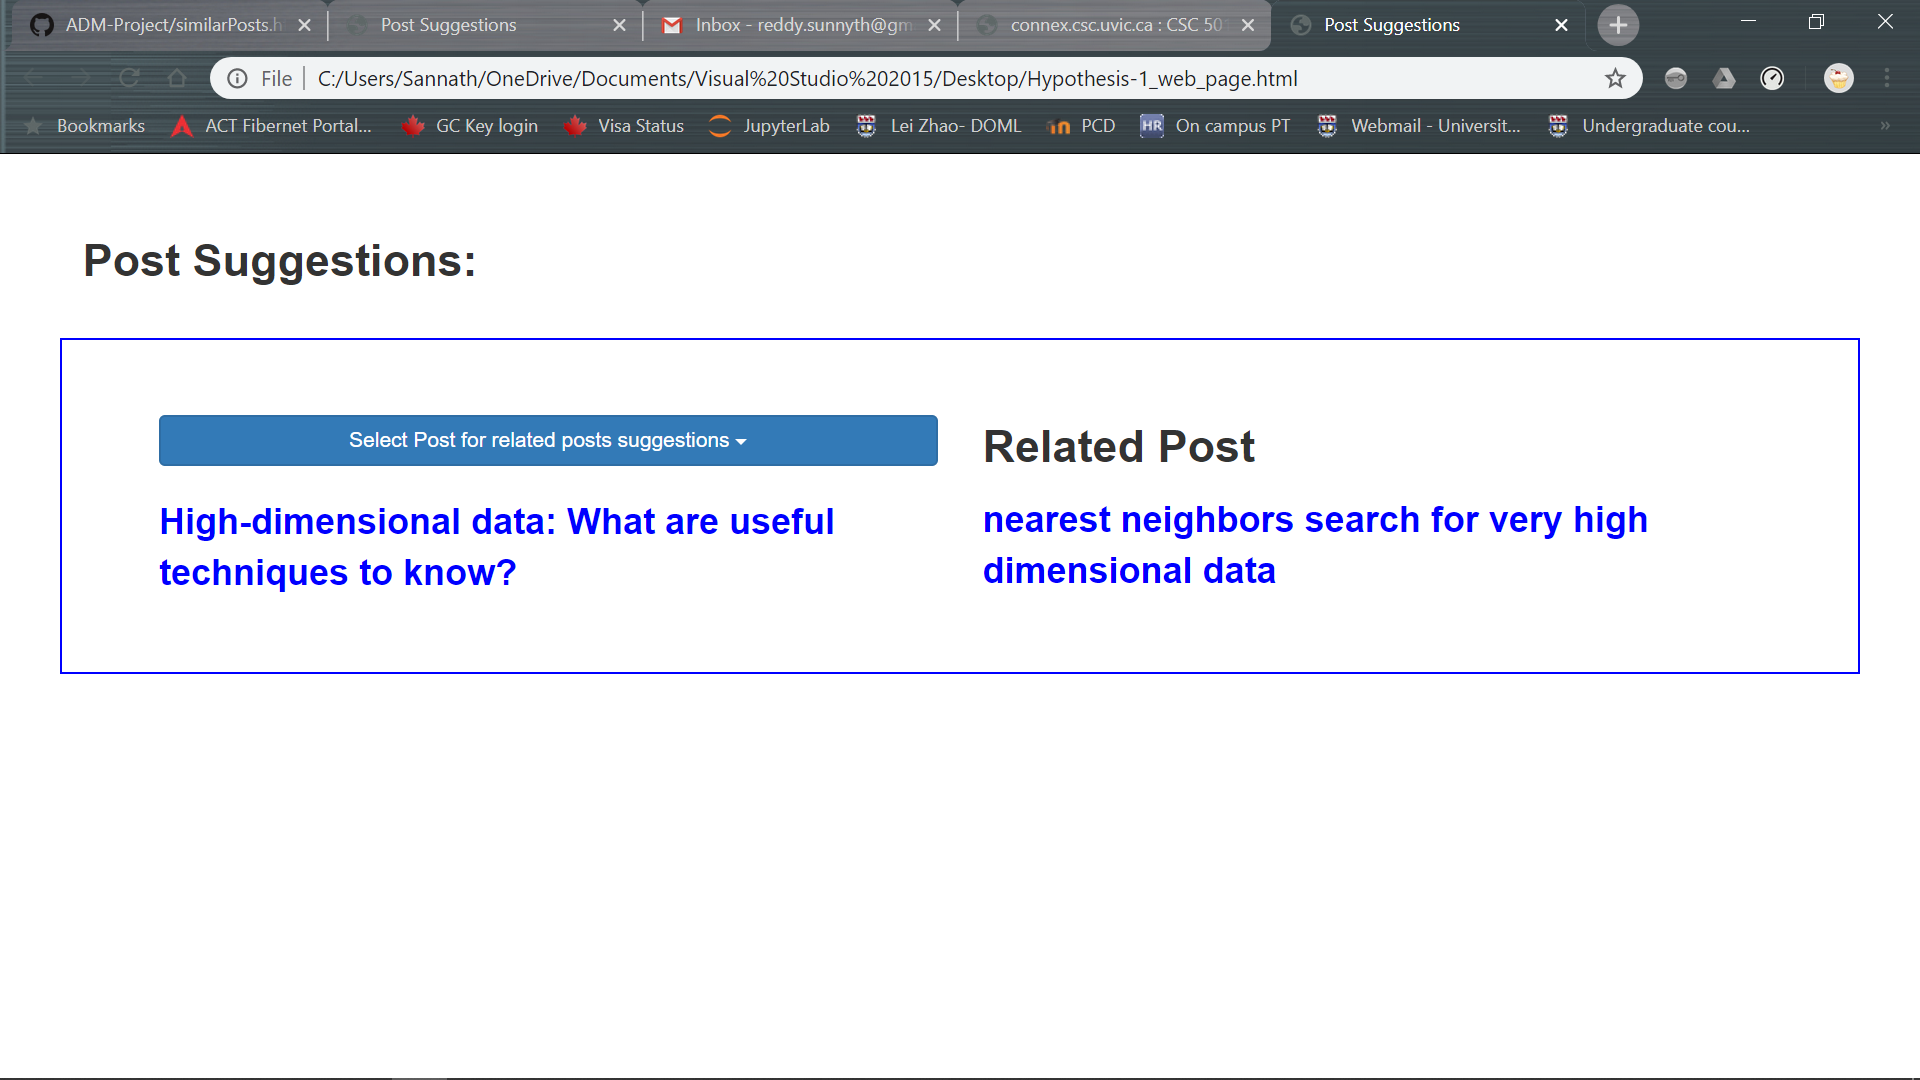 ADM-Project/similarPosts.h
Post Suggestions
Inbox - reddy.sunnyth@gm
connex.csc.uvic.ca : CSC 50
Post Suggestions
File
C:/Users/Sannath/OneDrive/Documents/Visual%20Studio%202015/Desktop/Hypothesis-1_web_page.html
Bookmarks
ACT Fibernet Portal...
GC Key login
Visa Status
JupyterLab
Lei Zhao- DOML
PCD
HR
On campus PT
Webmail - Universit...
Undergraduate cou...
»
Post Suggestions:
Select Post for related posts suggestions
High-dimensional data: What are useful
techniques to know?
Related Post
nearest neighbors search for very high
dimensional data